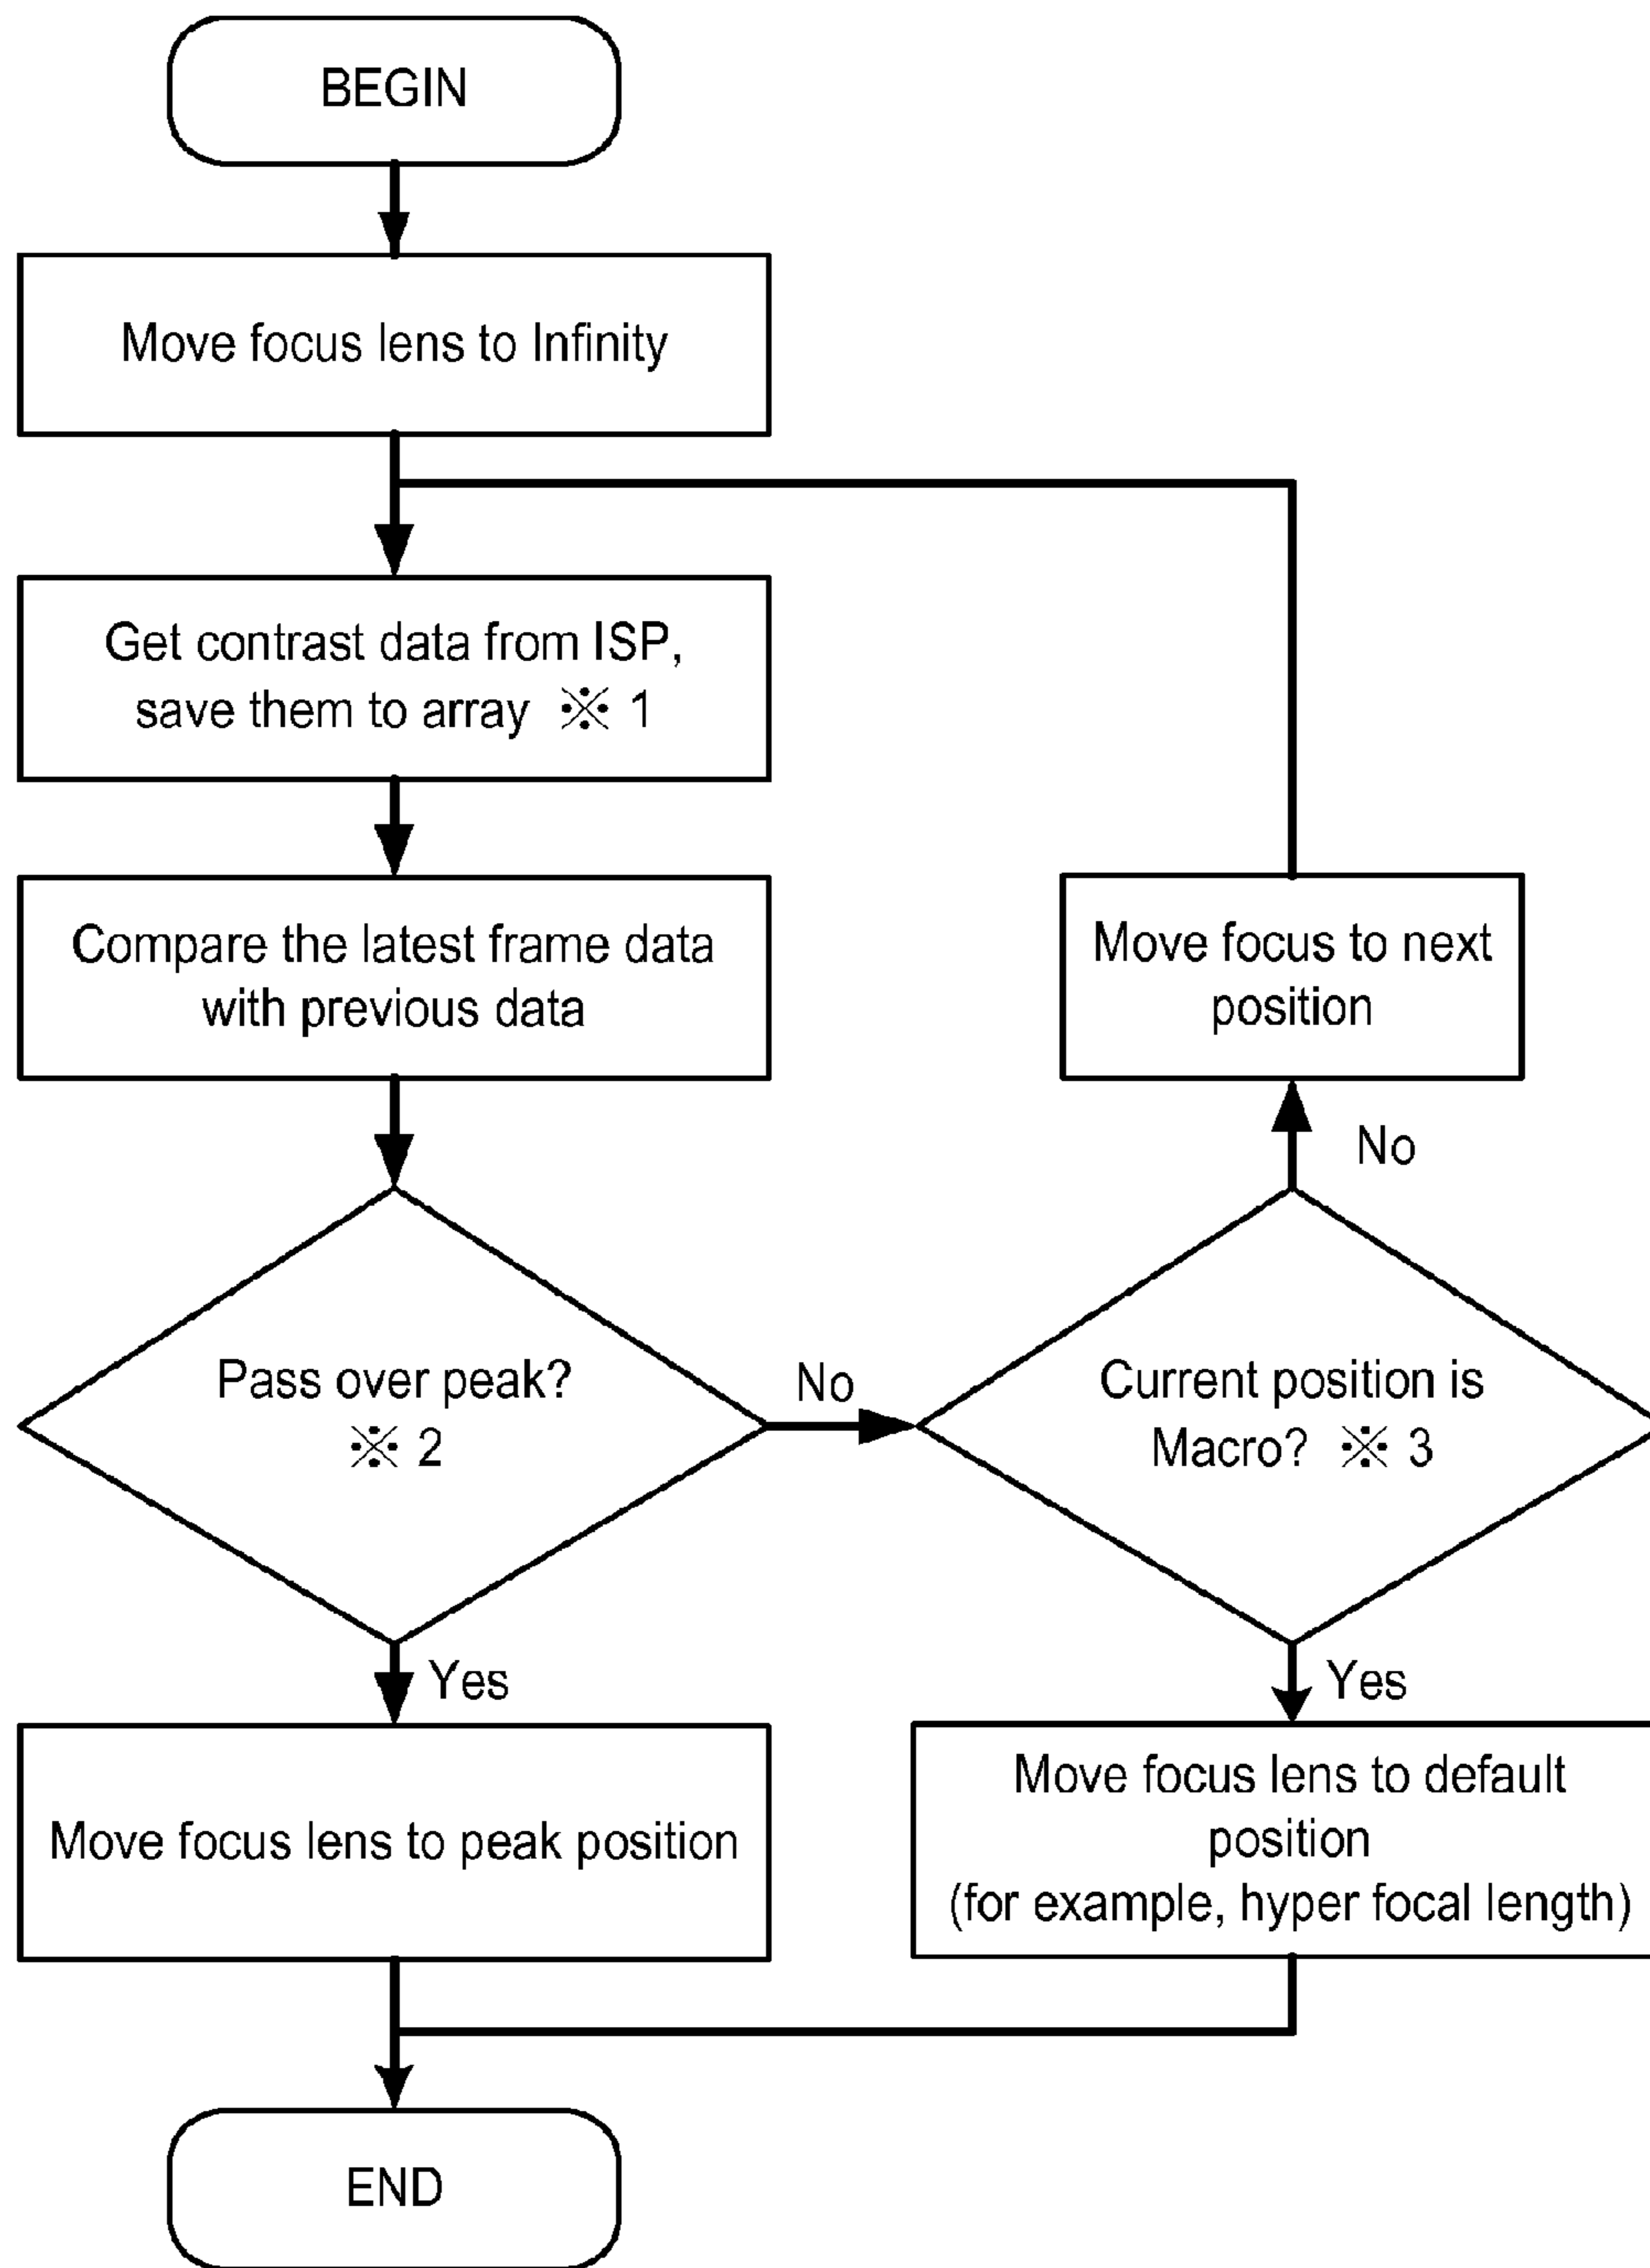 BEGIN
Move focus lens to Infinity
Get contrast data from ISP,
save them to array ※ 1
Compare the latest frame data
with previous data
Move focus to next
position
No
Pass over peak?
※ 2
No
Current position is
Macro? ※ 3
Yes
Yes
Move focus lens to peak position
Move focus lens to default
position
(for example, hyper focal length)
END